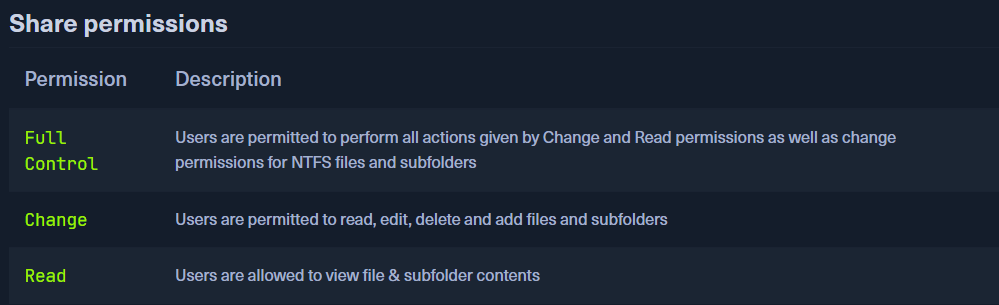 Share permissions
Permission Description
Full Control Users are permitted to perform all actions given by Change and Read permissions as well as change
permissions for NTFS files and subfolders
Change Users are permitted to read, edit, delete and add files and subfolders
Read Users are allowed to view file & subfolder contents